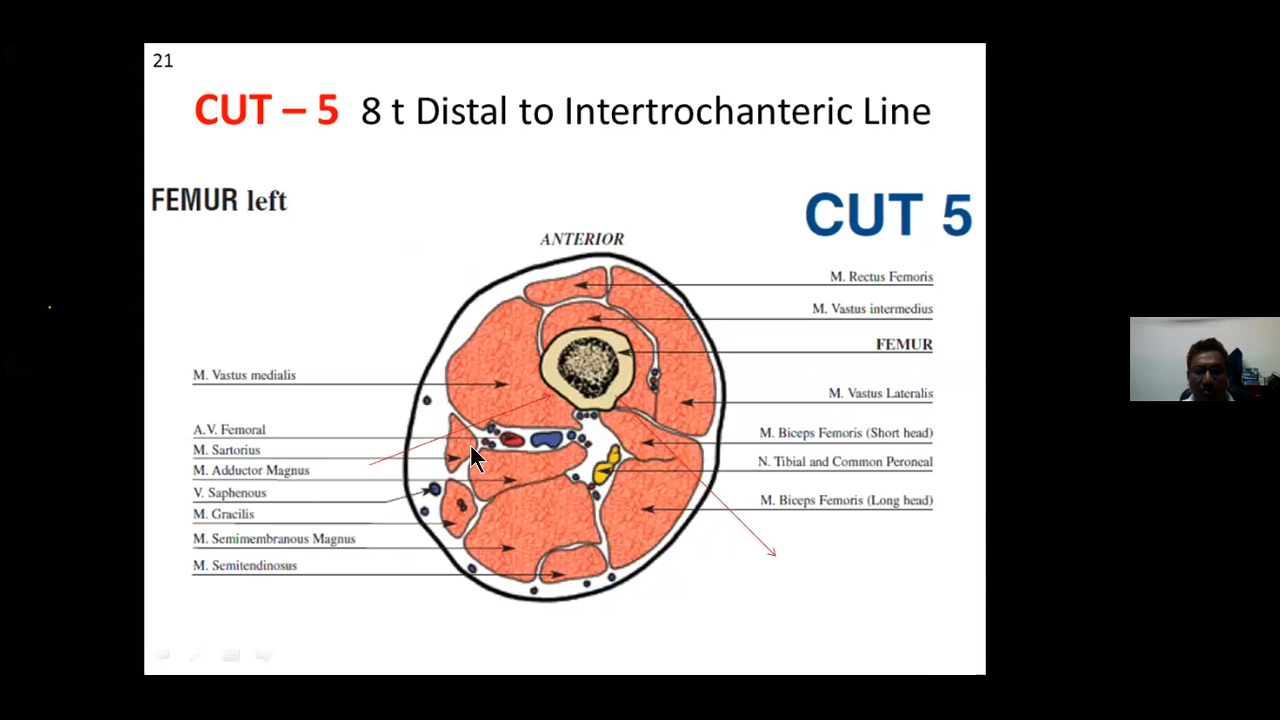 21
CUT – 5 8 t Distal to Intertrochanteric Line
FEMUR left
CUT 5
ANTERIOR
M. Rectus Femoris
M. Vastus intermedius
FEMUR
M. Vastus Lateralis
M. Biceps Femoris (Short head)
N. Tibial and Common Peroneal
M. Biceps Femoris (Long head)
M. Vastus medialis
A.V. Femoral
M. Sartorius
M. Adductor Magnus
V. Saphenous
M. Gracilis
M. Semimembranous Magnus
M. Semitendinosus